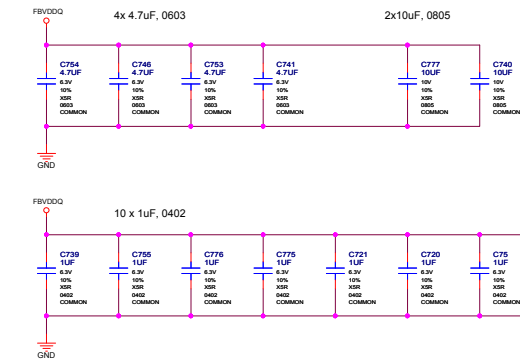 FBVDDQ
4x 4.7uF, 0603
2x10uF, 0805
C754
4.7UF
6.3V
10%
X5R
0603
COMMON
C746
4.7UF
6.3V
10%
X5R
0603
COMMON
C753
4.7UF
6.3V
10%
X5R
0603
COMMON
C741
4.7UF
6.3V
10%
X5R
0603
COMMON
C777
10UF
10V
10%
X5R
0805
COMMON
C740
10UF
10V
10%
X5R
0805
COMMON
GND
FBVDDQ
10 x 1uF, 0402
C739
1UF
6.3V
10%
X5R
0402
COMMON
C755
1UF
6.3V
10%
X5R
0402
COMMON
C776
1UF
6.3V
10%
X5R
0402
COMMON
C775
1UF
6.3V
10%
X5R
0402
COMMON
C721
1UF
6.3V
10%
X5R
0402
COMMON
C720
1UF
6.3V
10%
X5R
0402
COMMON
C75
1UF
6.3V
10%
X5R
0402
COMMON
GND